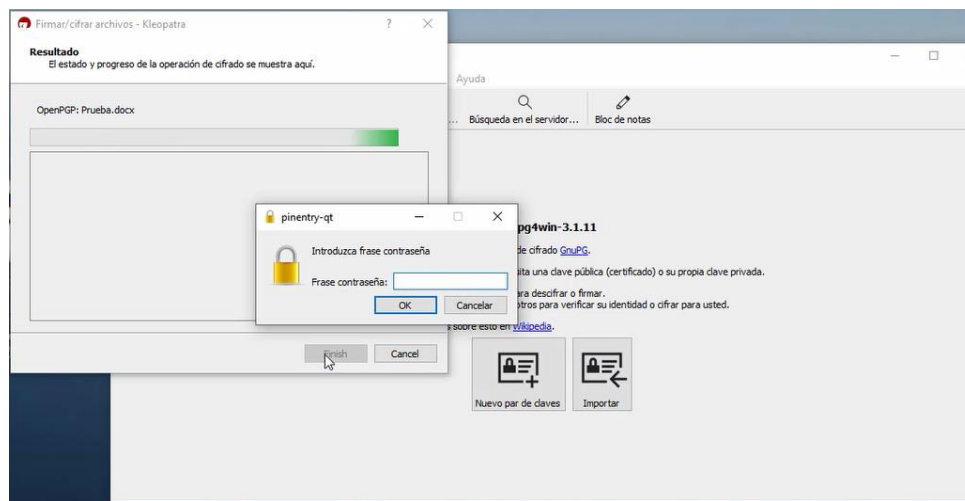 Firmar/cifrar archivos - Kleopatra
Resultado
El estado y progreso de la operación de cifrado se muestra aquí.
OpenPGP: Prueba.docx
Ayuda
... Búsqueda en el servidor... Bloc de notas
pinentry-qt
Introduzca frase contraseña
Frase contraseña:
OK Cancelar
pg4win-3.1.11
de cifrado GnuPG.
sita una clave pública (certificado) o su propia clave privada.
ara descifrar o firmar.
otros para verificar su identidad o cifrar para usted.
s sobre esto en Wikipedia.
Finish Cancel
Nuevo par de claves Importar